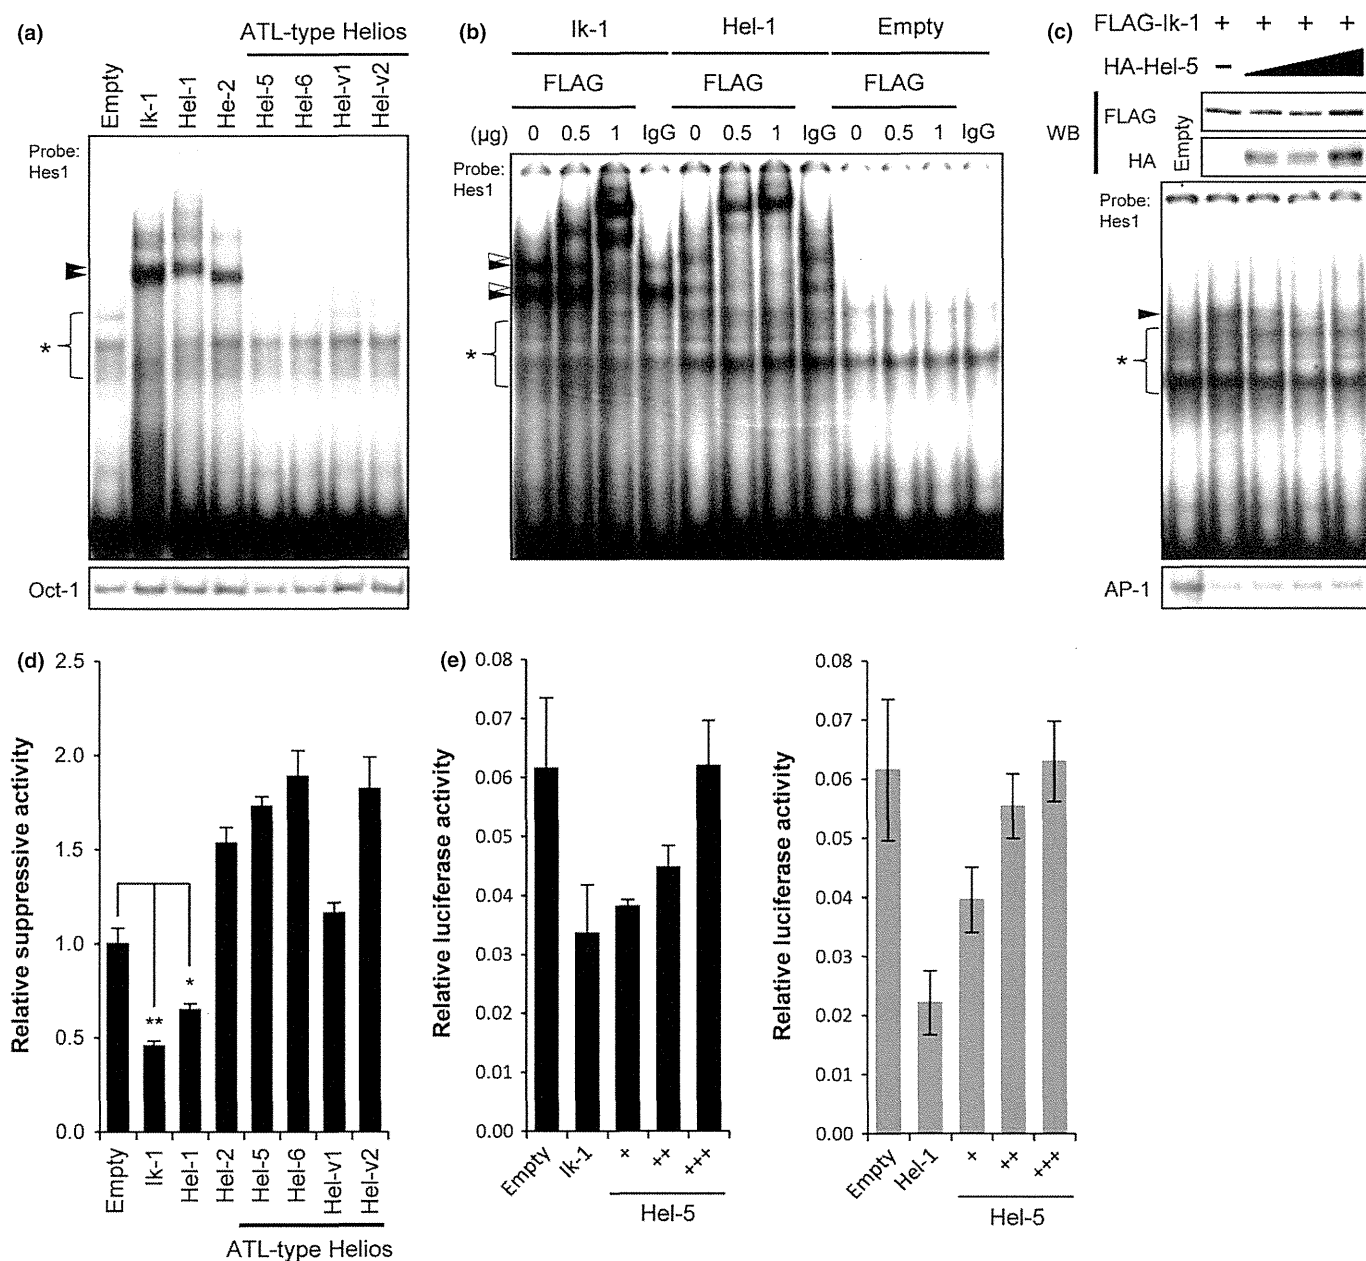 (a)
ATL-type Helios
Empty
Ik-1
Hel-1
He-2
Hel-5
Hel-6
Hel-v1
Hel-v2
Probe:
Hes1
*
Oct-1
(b)
Ik-1
Hel-1
Empty
FLAG
FLAG
FLAG
(µg)
0 0.5 1 IgG 0 0.5 1 IgG 0 0.5 1 IgG
Probe:
Hes1
*
(c)
FLAG-Ik-1 + + + +
HA-Hel-5 −
WB
FLAG
HA
Empty
Probe:
Hes1
*
AP-1
(d)
Relative suppressive activity
2.5
2.0
1.5
1.0
0.5
0.0
**
*
Empty
Ik-1
Hel-1
Hel-2
Hel-5
Hel-6
Hel-v1
Hel-v2
ATL-type Helios
(e)
Relative luciferase activity
0.08
0.07
0.06
0.05
0.04
0.03
0.02
0.01
0.00
Empty
Ik-1
+
++
+++
Hel-5
Relative luciferase activity
0.08
0.07
0.06
0.05
0.04
0.03
0.02
0.01
0.00
Empty
Hel-1
+
++
+++
Hel-5